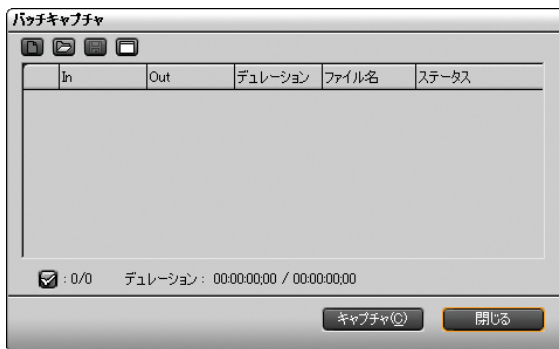 バッチキャプチャ
In Out デュレーション ファイル名 ステータス
: 0/0 デュレーション : 00:00:00;00 / 00:00:00;00
キャプチャ(C) 閉じる